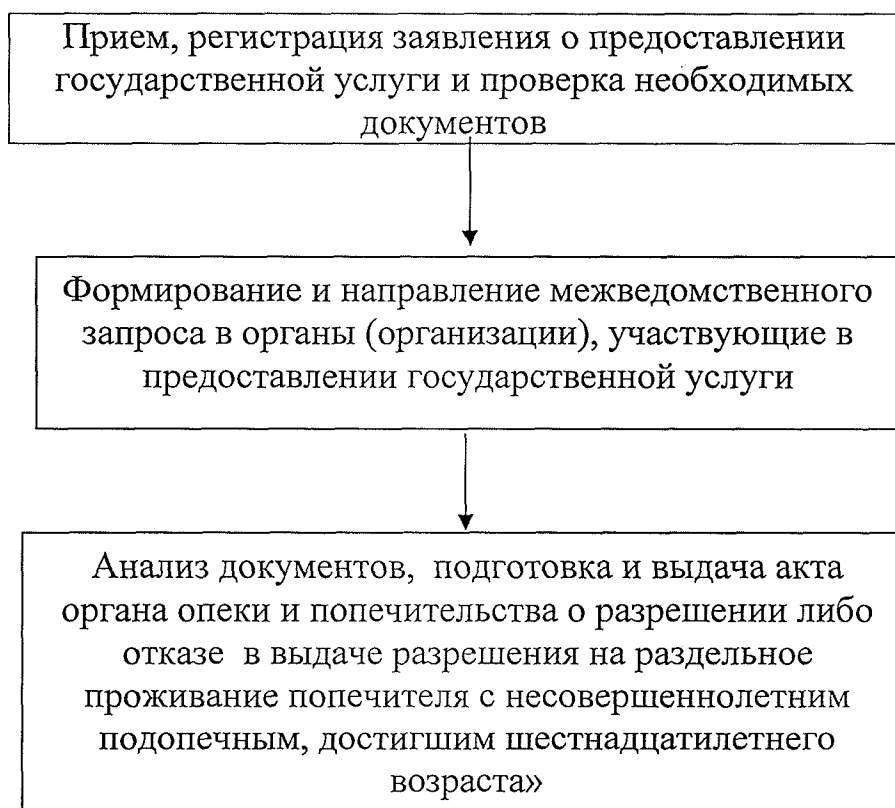 Прием, регистрация заявления о предоставлении
государственной услуги и проверка необходимых
документов
Формирование и направление межведомственного
запроса в органы (организации), участвующие в
предоставлении государственной услуги
Анализ документов, подготовка и выдача акта
органа опеки и попечительства о разрешении либо
отказе в выдаче разрешения на раздельное
проживание попечителя с несовершеннолетним
подопечным, достигшим шестнадцатилетнего
возраста»